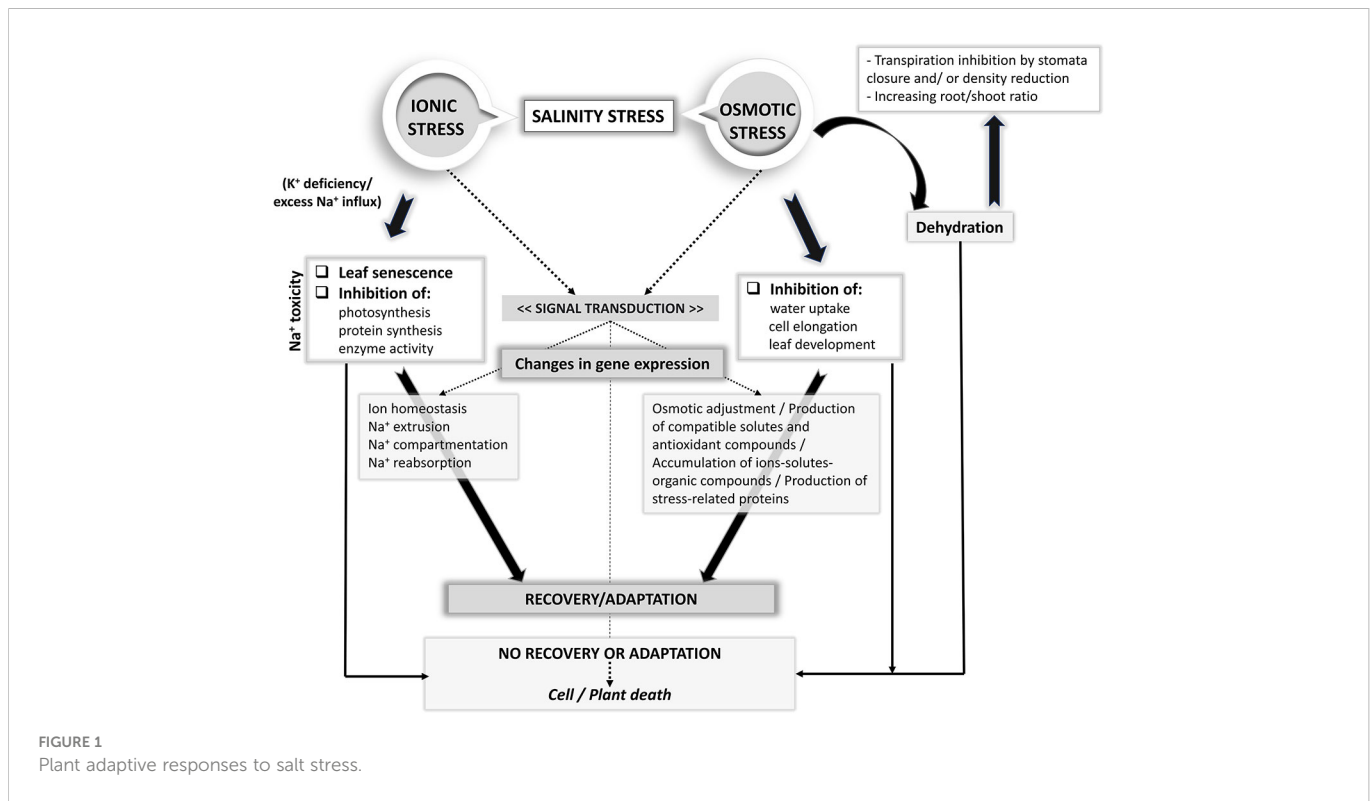 IONIC
STRESS
SALINITY STRESS
OSMOTIC
STRESS
- Transpiration inhibition by stomata
closure and/ or density reduction
- Increasing root/shoot ratio
(K⁺ deficiency/
excess Na⁺ influx)
Dehydration
Na⁺ toxicity
❑ Leaf senescence
❑ Inhibition of:
photosynthesis
protein synthesis
enzyme activity
<< SIGNAL TRANSDUCTION >>
❑ Inhibition of:
water uptake
cell elongation
leaf development
Changes in gene expression
Ion homeostasis
Na⁺ extrusion
Na⁺ compartmentation
Na⁺ reabsorption
Osmotic adjustment / Production
of compatible solutes and
antioxidant compounds /
Accumulation of ions-solutes-
organic compounds / Production of
stress-related proteins
RECOVERY/ADAPTATION
NO RECOVERY OR ADAPTATION
Cell / Plant death
FIGURE 1
Plant adaptive responses to salt stress.